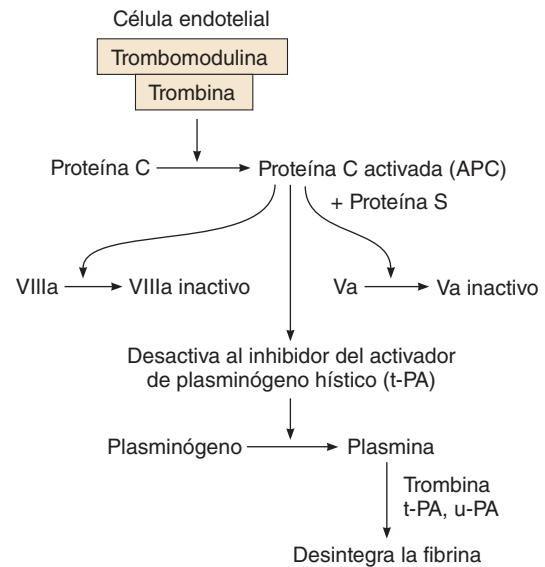 Célula endotelial
Trombomodulina
Trombina
Proteína C
Proteína C activada (APC)
+ Proteína S
VIIIa
VIIIa inactivo
Va
Va inactivo
Desactiva al inhibidor del activador
de plasminógeno hístico (t-PA)
Plasminógeno
Plasmina
Trombina
t-PA, u-PA
Desintegra la fibrina